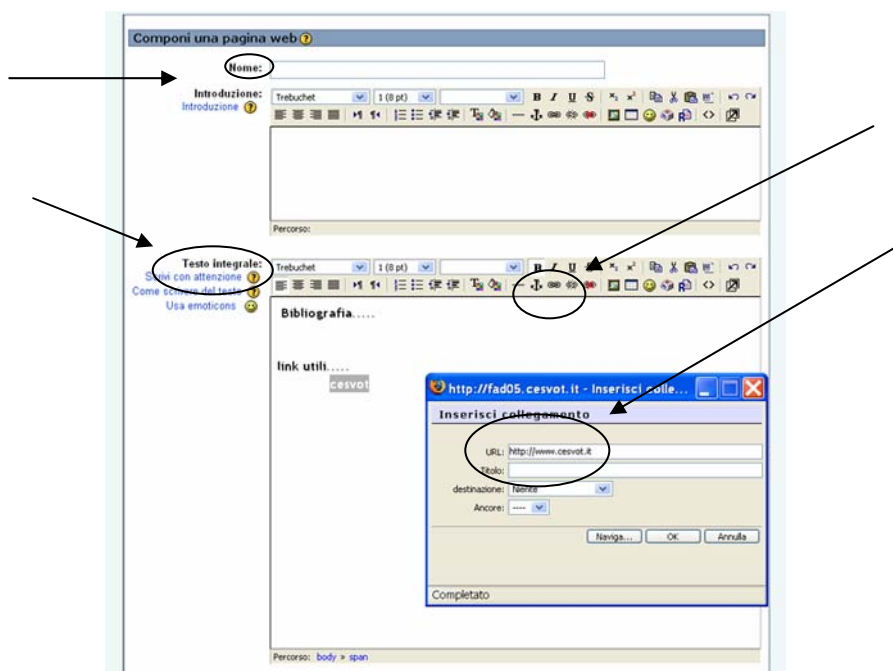 Componi una pagina web
Nome:
Introduzione:
Introduzione
Trebuchet 1 (8 pt)
Percorso:
Testo integrale:
Scrivi con attenzione
Come scrivere del testo
Usa emoticons
Trebuchet 1 (8 pt)
Bibliografia.....
link utili.....
cesvot
http://fad05.cesvot.it - Inserisci colle...
Inserisci collegamento
URL: http://www.cesvot.it
Titolo:
destinazione: Niente
Ancore: ----
Naviga... OK Annulla
Completato
Percorso: body » span